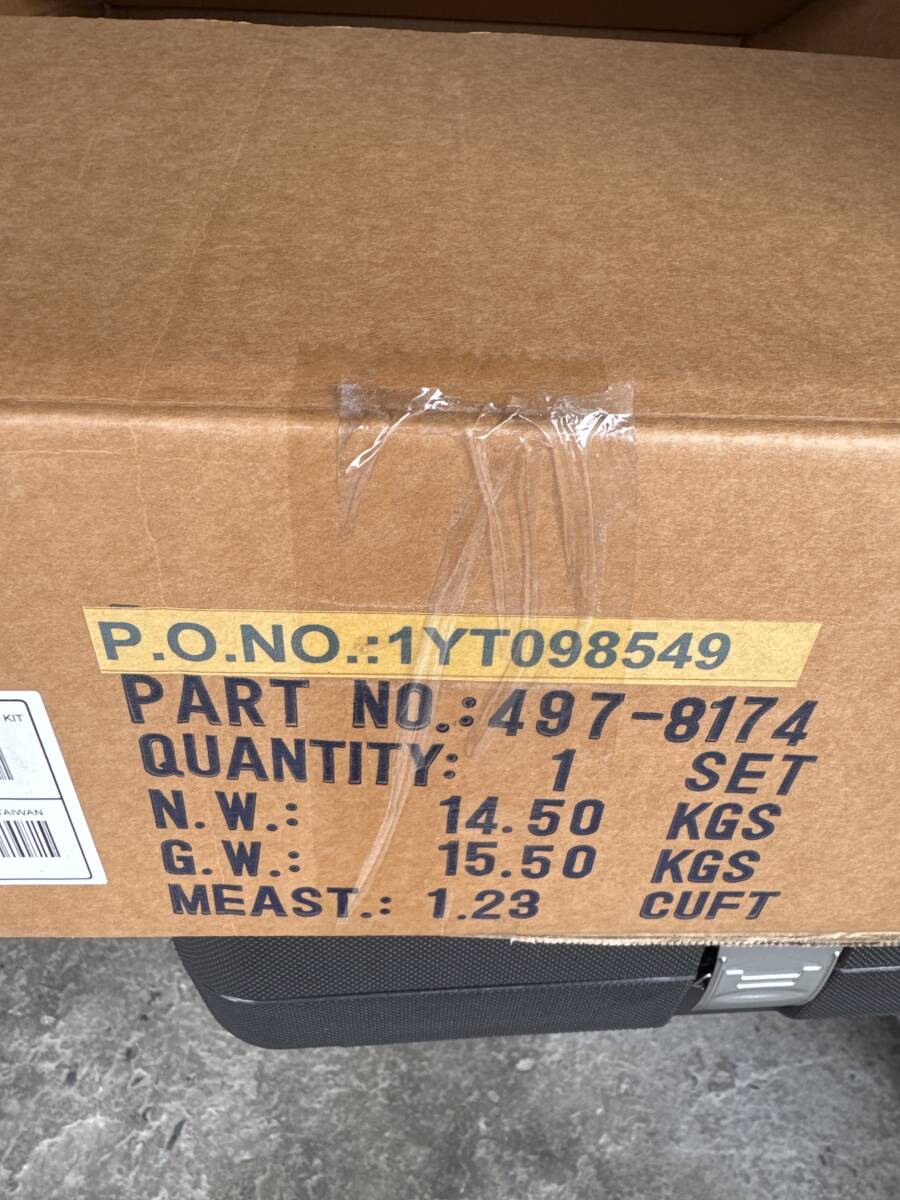 P.O.NO.:1YT098549
PART NO.:497-8174
QUANTITY: 1 SET
N.W.: 14.50 KGS
G.W.: 15.50 KGS
MEAST.: 1.23 CUFT
KIT
TAIWAN